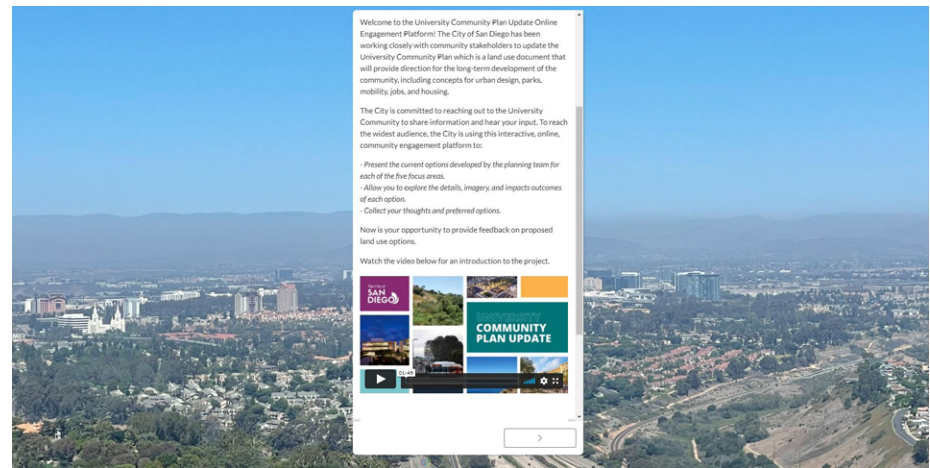 Welcome to the University Community Plan Update Online
Engagement Platform! The City of San Diego has been
working closely with community stakeholders to update the
University Community Plan which is a land use document that
will provide direction for the long-term development of the
community, including concepts for urban design, parks,
mobility, jobs, and housing.
The City is committed to reaching out to the University
Community to share information and hear your input. To reach
the widest audience, the City is using this interactive, online,
community engagement platform to:
- Present the current options developed by the planning team for
each of the five focus areas.
- Allow you to explore the details, imagery, and impacts outcomes
of each option.
- Collect your thoughts and preferred options.
Now is your opportunity to provide feedback on proposed
land use options.
Watch the video below for an introduction to the project.
The City of
SAN
DIEGO
UNIVERSITY
COMMUNITY
PLAN UPDATE
01:49